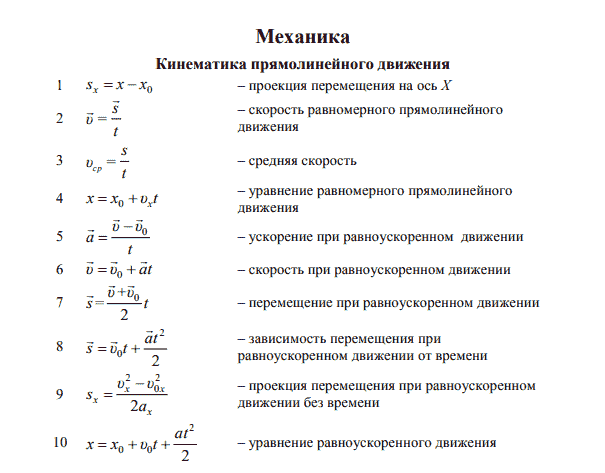 Механика
Кинематика прямолинейного движения
1 sₓ = x − x₀ – проекция перемещения на ось X
2 υ⃗ = s⃗/t – скорость равномерного прямолинейного
движения
3 υ_ср = s/t – средняя скорость
4 x = x₀ + υₓt – уравнение равномерного прямолинейного
движения
5 a⃗ = (υ⃗ − υ⃗₀)/t – ускорение при равноускоренном движении
6 υ⃗ = υ⃗₀ + a⃗t – скорость при равноускоренном движении
7 s⃗ = (υ⃗ + υ⃗₀)/2 t – перемещение при равноускоренном движении
8 s⃗ = υ⃗₀t + a⃗t²/2 – зависимость перемещения при
равноускоренном движении от времени
9 sₓ = (υₓ² − υ₀ₓ²)/2aₓ – проекция перемещения при равноускоренном
движении без времени
10 x = x₀ + υ₀t + at²/2 – уравнение равноускоренного движения